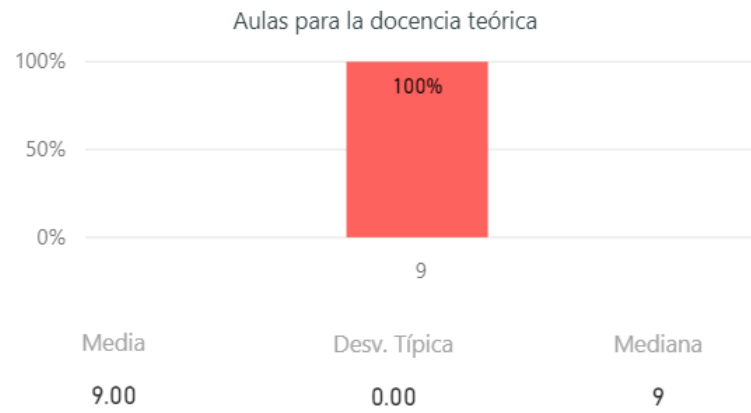 Aulas para la docencia teórica
100%
100%
50%
0%
9
Media Desv. Típica Mediana
9.00 0.00 9